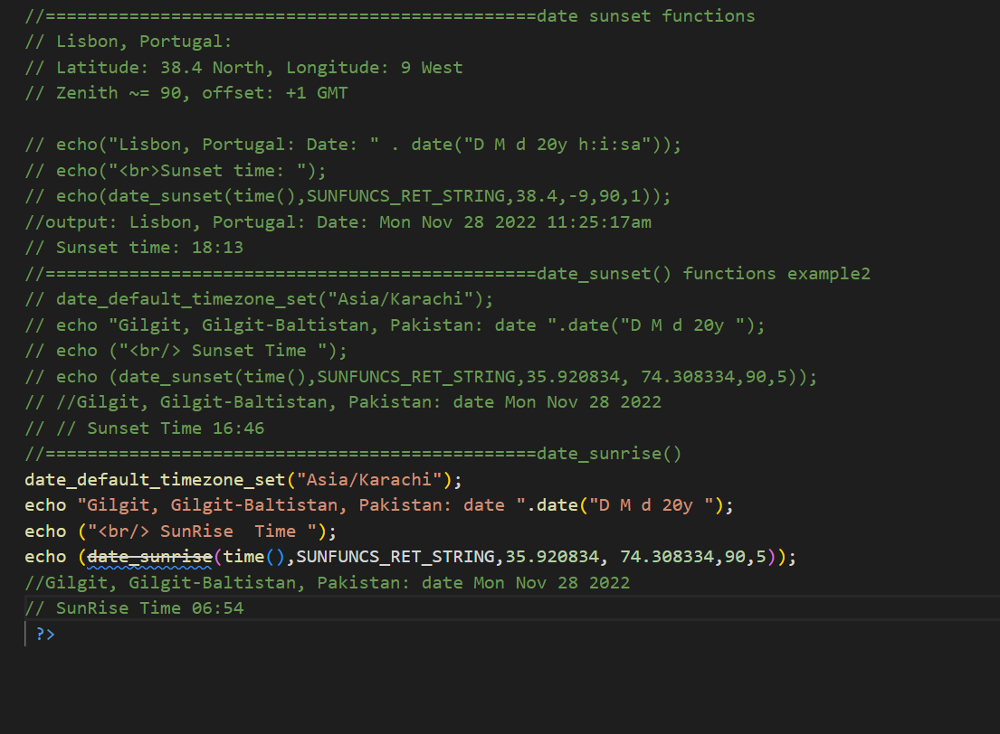 //===============================================date sunset functions
// Lisbon, Portugal:
// Latitude: 38.4 North, Longitude: 9 West
// Zenith ~= 90, offset: +1 GMT
// echo("Lisbon, Portugal: Date: " . date("D M d 20y h:i:sa"));
// echo("<br>Sunset time: ");
// echo(date_sunset(time(),SUNFUNCS_RET_STRING,38.4,-9,90,1));
//output: Lisbon, Portugal: Date: Mon Nov 28 2022 11:25:17am
// Sunset time: 18:13
//===============================================date_sunset() functions example2
// date_default_timezone_set("Asia/Karachi");
// echo "Gilgit, Gilgit-Baltistan, Pakistan: date ".date("D M d 20y ");
// echo ("<br/> Sunset Time ");
// echo (date_sunset(time(),SUNFUNCS_RET_STRING,35.920834, 74.308334,90,5));
// //Gilgit, Gilgit-Baltistan, Pakistan: date Mon Nov 28 2022
// // Sunset Time 16:46
//===============================================date_sunrise()
date_default_timezone_set("Asia/Karachi");
echo "Gilgit, Gilgit-Baltistan, Pakistan: date ".date("D M d 20y ");
echo ("<br/> SunRise  Time ");
echo (date_sunrise(time(),SUNFUNCS_RET_STRING,35.920834, 74.308334,90,5));
//Gilgit, Gilgit-Baltistan, Pakistan: date Mon Nov 28 2022
// SunRise Time 06:54
?>